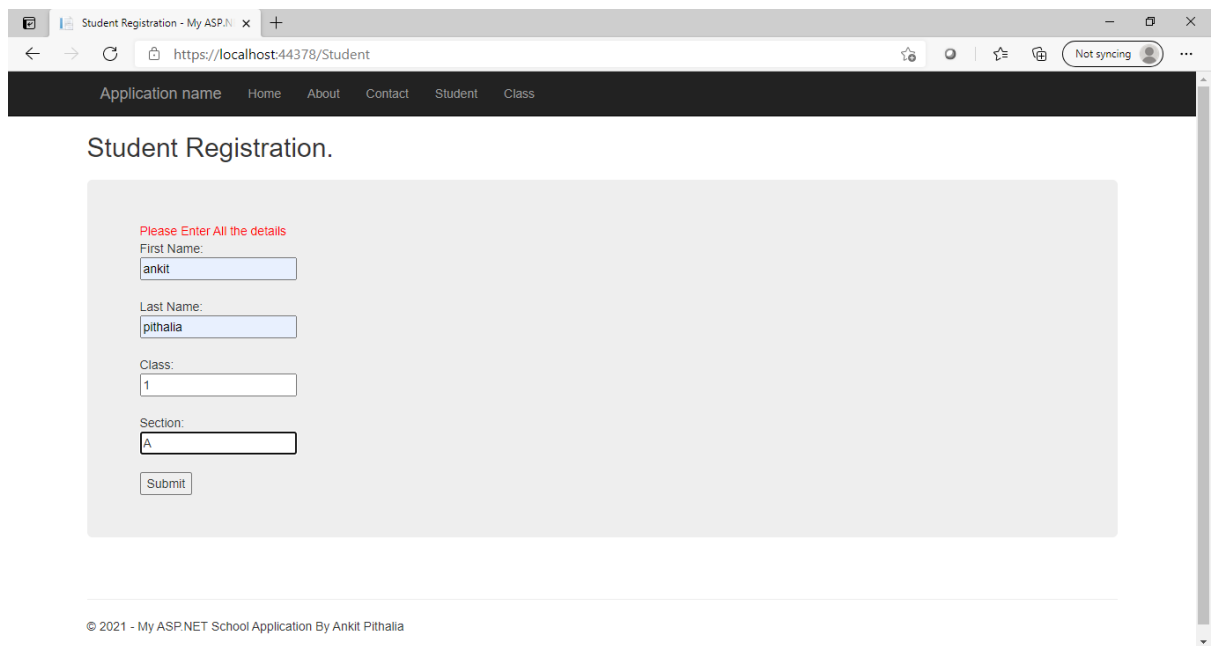 Student Registration - My ASP.N
https://localhost:44378/Student
Not syncing
Application name Home About Contact Student Class
Student Registration.
Please Enter All the details
First Name:
ankit
Last Name:
pithalia
Class:
1
Section:
A
Submit
© 2021 - My ASP.NET School Application By Ankit Pithalia